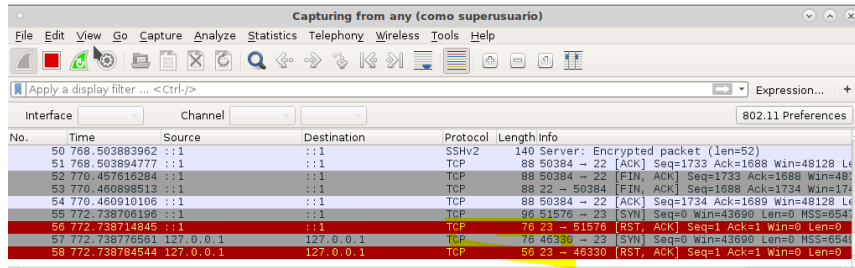 Capturing from any (como superusuario)
File Edit View Go Capture Analyze Statistics Telephony Wireless Tools Help
Apply a display filter ... <Ctrl-/> Expression... +
Interface Channel 802.11 Preferences
No. Time Source Destination Protocol Length Info
50 768.503883962 ::1 ::1 SSHv2 140 Server: Encrypted packet (len=52)
51 768.503894777 ::1 ::1 TCP 88 50384 → 22 [ACK] Seq=1733 Ack=1688 Win=48128 Le
52 770.457616284 ::1 ::1 TCP 88 50384 → 22 [FIN, ACK] Seq=1733 Ack=1688 Win=48
53 770.460898513 ::1 ::1 TCP 88 22 → 50384 [FIN, ACK] Seq=1688 Ack=1734 Win=17
54 770.460910106 ::1 ::1 TCP 88 50384 → 22 [ACK] Seq=1734 Ack=1689 Win=48128 Le
55 772.738706196 ::1 ::1 TCP 96 51576 → 23 [SYN] Seq=0 Win=43690 Len=0 MSS=6547
56 772.738714845 ::1 ::1 TCP 76 23 → 51576 [RST, ACK] Seq=1 Ack=1 Win=0 Len=0
57 772.738776561 127.0.0.1 127.0.0.1 TCP 76 46330 → 23 [SYN] Seq=0 Win=43690 Len=0 MSS=6549
58 772.738784544 127.0.0.1 127.0.0.1 TCP 56 23 → 46330 [RST, ACK] Seq=1 Ack=1 Win=0 Len=0